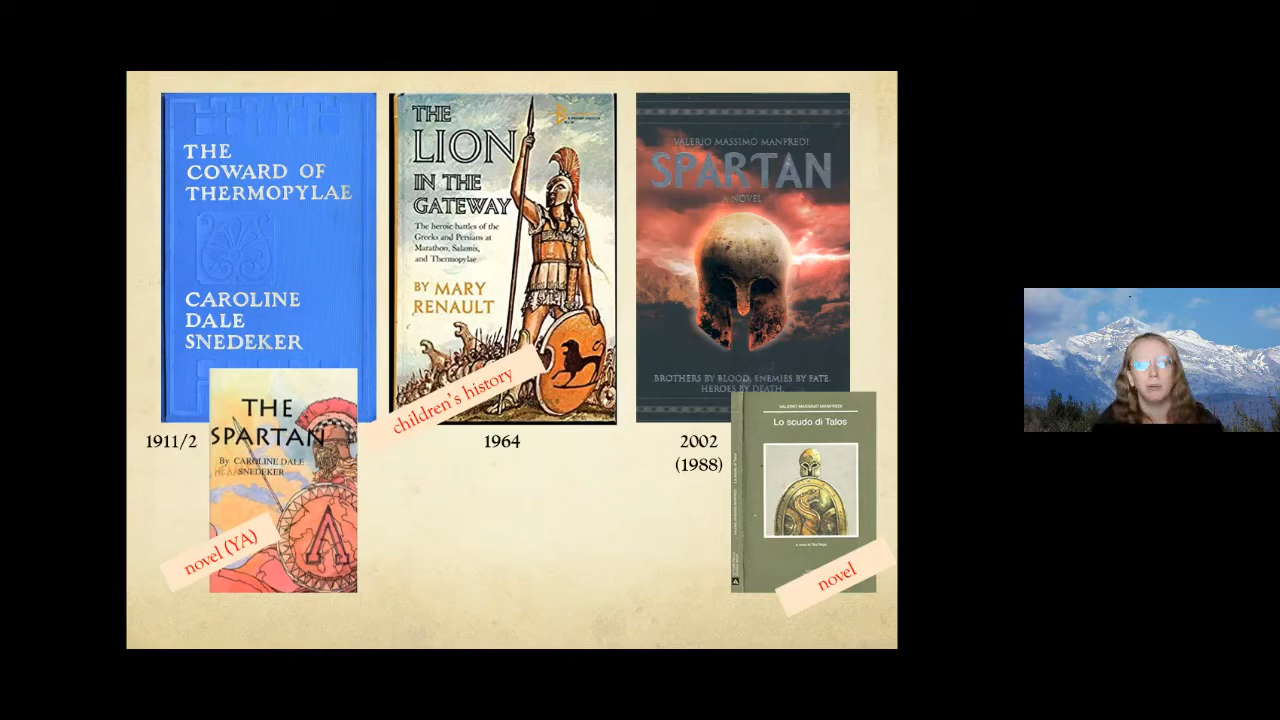 THE
COWARD OF
THERMOPYLAE
CAROLINE
DALE
SNEDEKER
THE
SPARTAN
By CAROLINE DALE
SNEDEKER
novel (YA)
1911/2
THE
LION
IN THE
GATEWAY
The heroic battles of the
Greeks and Persians at
Marathon, Salamis,
and Thermopylae
BY MARY
RENAULT
children's history
1964
VALERIO MASSIMO MANFREDI
SPARTAN
A NOVEL
BROTHERS BY BLOOD, ENEMIES BY FATE.
HEROES BY DEATH.
2002
(1988)
VALERIO MASSIMO MANFREDI
Lo scudo di Talos
novel